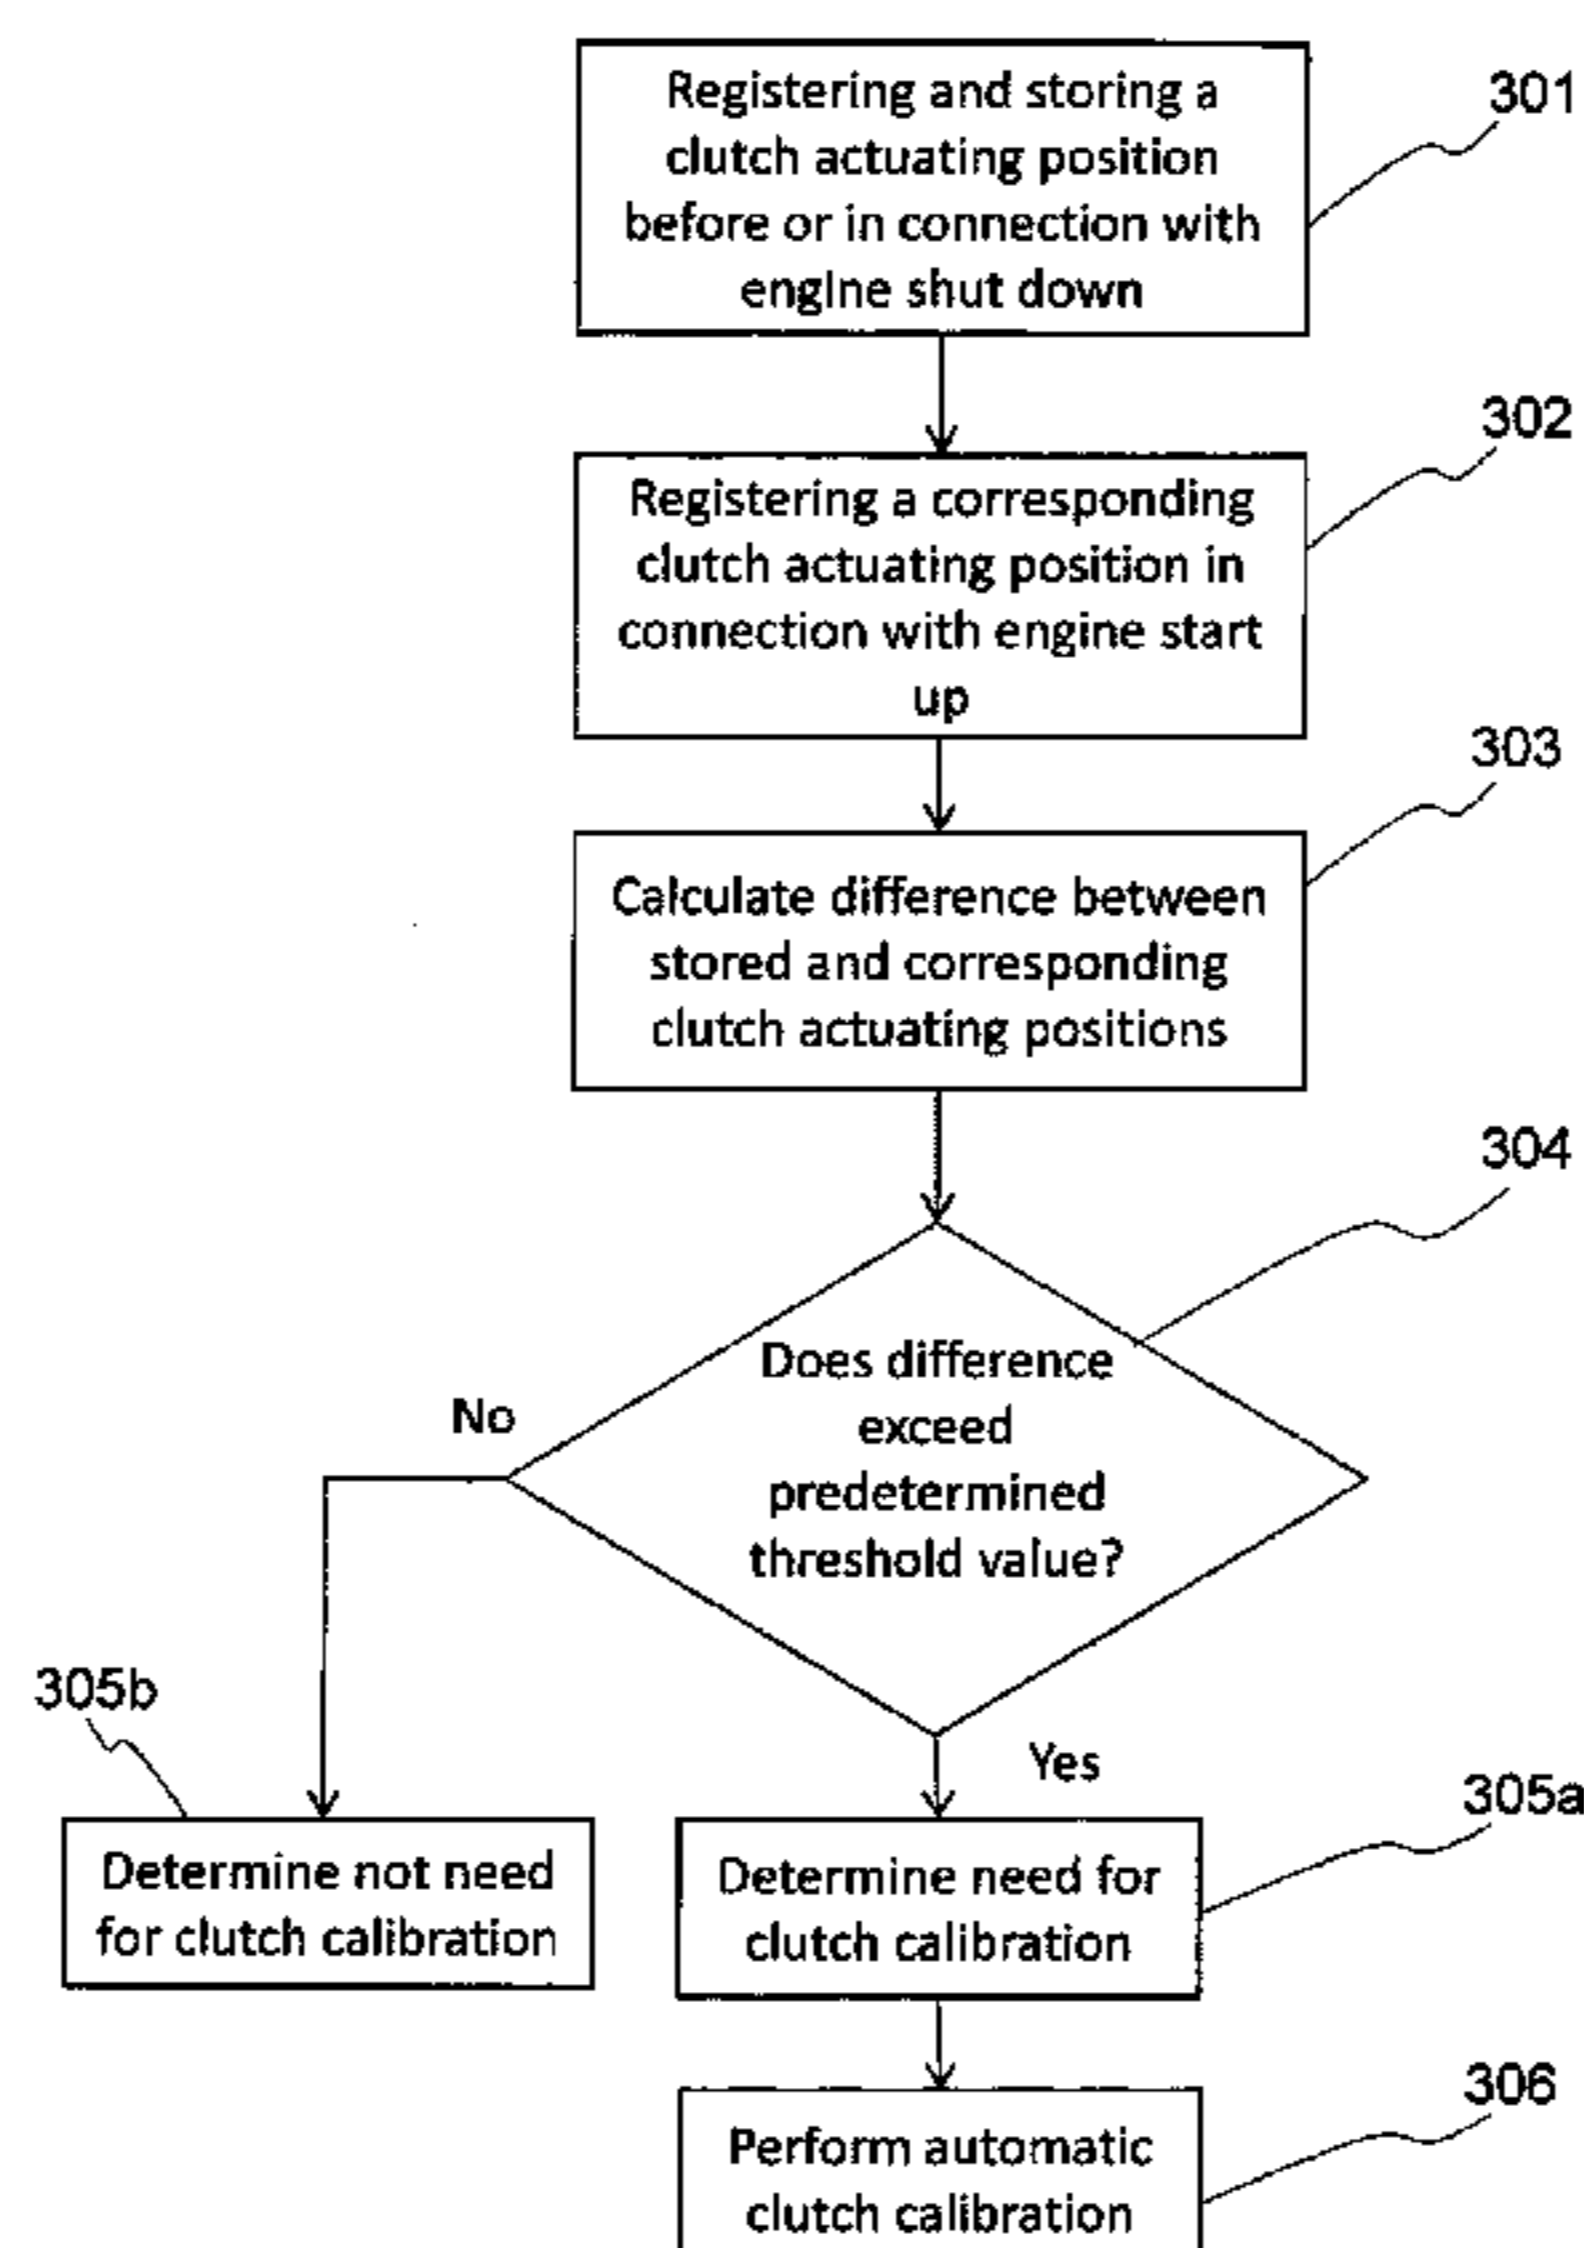 Registering and storing a
clutch actuating position
before or in connection with
engine shut down
301
Registering a corresponding
clutch actuating position in
connection with engine start
up
302
Calculate difference between
stored and corresponding
clutch actuating positions
303
Does difference
exceed
predetermined
threshold value?
304
No
Yes
305b
Determine not need
for clutch calibration
Determine need for
clutch calibration
305a
Perform automatic
clutch calibration
306